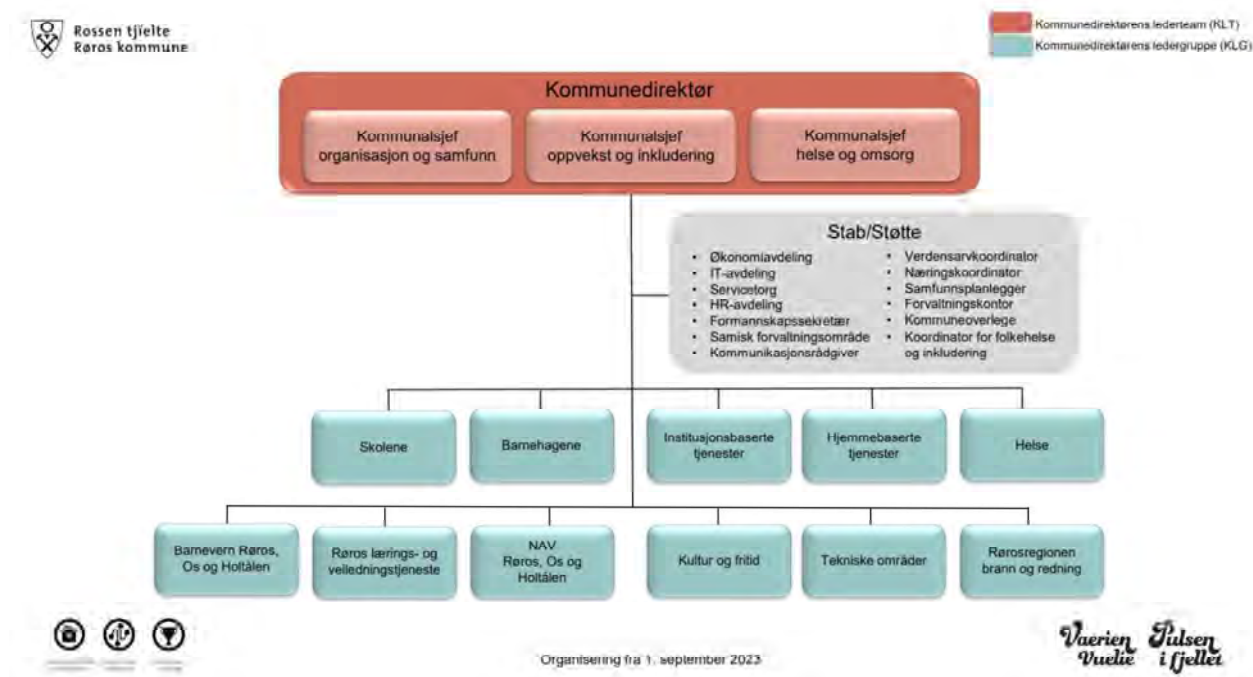 Rossen tjïelte
Røros kommune
Kommunedirektørens lederteam (KLT)
Kommunedirektørens ledergruppe (KLG)
Kommunedirektør
Kommunalsjef
organisasjon og samfunn
Kommunalsjef
oppvekst og inkludering
Kommunalsjef
helse og omsorg
Stab/Støtte
• Økonomiavdeling
• IT-avdeling
• Servicetorg
• HR-avdeling
• Formannskapssekretær
• Samisk forvaltningsområde
• Kommunikasjonsrådgiver
• Verdensarvkoordinator
• Næringskoordinator
• Samfunnsplanlegger
• Forvaltningskontor
• Kommuneoverlege
• Koordinator for folkehelse
og inkludering
Skolene
Barnehagene
Institusjonsbaserte
tjenester
Hjemmebaserte
tjenester
Helse
Barnevern Røros,
Os og Holtålen
Røros lærings- og
veiledningstjeneste
NAV
Røros, Os og
Holtålen
Kultur og fritid
Tekniske områder
Rørosregionen
brann og redning
Organisering fra 1. september 2023
Vaerien
Vuelie
Pulsen
i fjellet